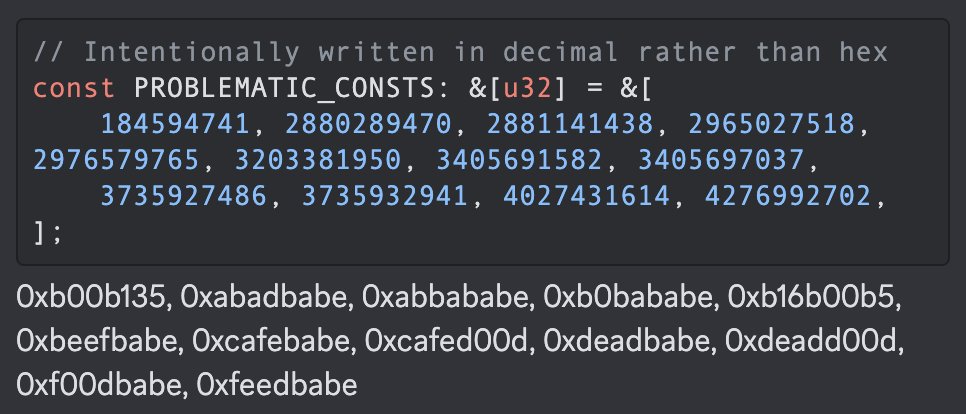 // Intentionally written in decimal rather than hex
const PROBLEMATIC_CONSTS: &[u32] = &[
184594741, 2880289470, 2881141438, 2965027518,
2976579765, 3203381950, 3405691582, 3405697037,
3735927486, 3735932941, 4027431614, 4276992702,
];
0xb00b135, 0xabadbabe, 0xabbababe, 0xb0bababe, 0xb16b00b5,
0xbeefbabe, 0xcafebabe, 0xcafed00d, 0xdeadbabe, 0xdeadd00d,
0xf00dbabe, 0xfeedbabe